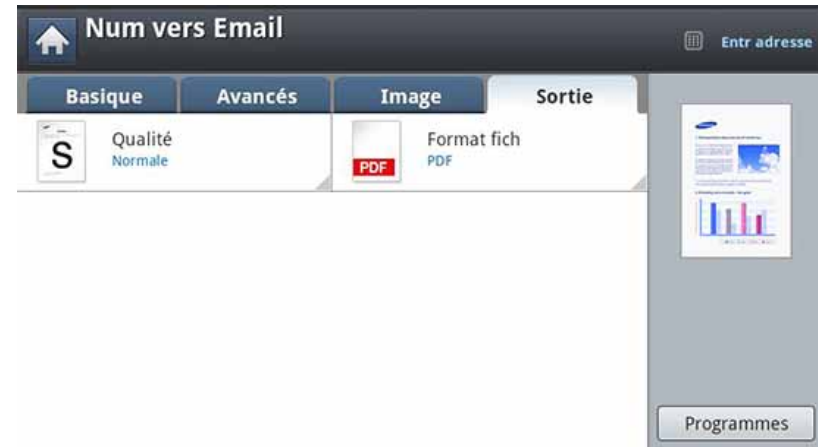 Num vers Email
Entr adresse
Basique Avancés Image Sortie
S
Qualité
Normale
PDF
Format fich
PDF
Programmes